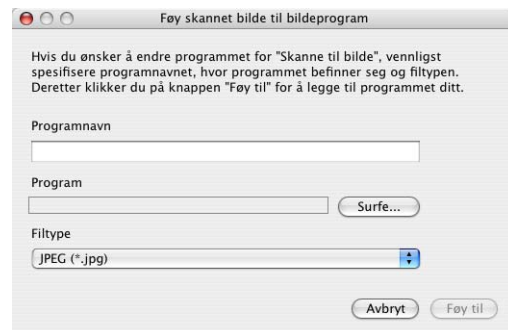 Føy skannet bilde til bildeprogram
Hvis du ønsker å endre programmet for "Skanne til bilde", vennligst
spesifisere programnavnet, hvor programmet befinner seg og filtypen.
Deretter klikker du på knappen "Føy til" for å legge til programmet ditt.
Programnavn
Program
Surfe...
Filtype
JPEG (*.jpg)
Avbryt Føy til